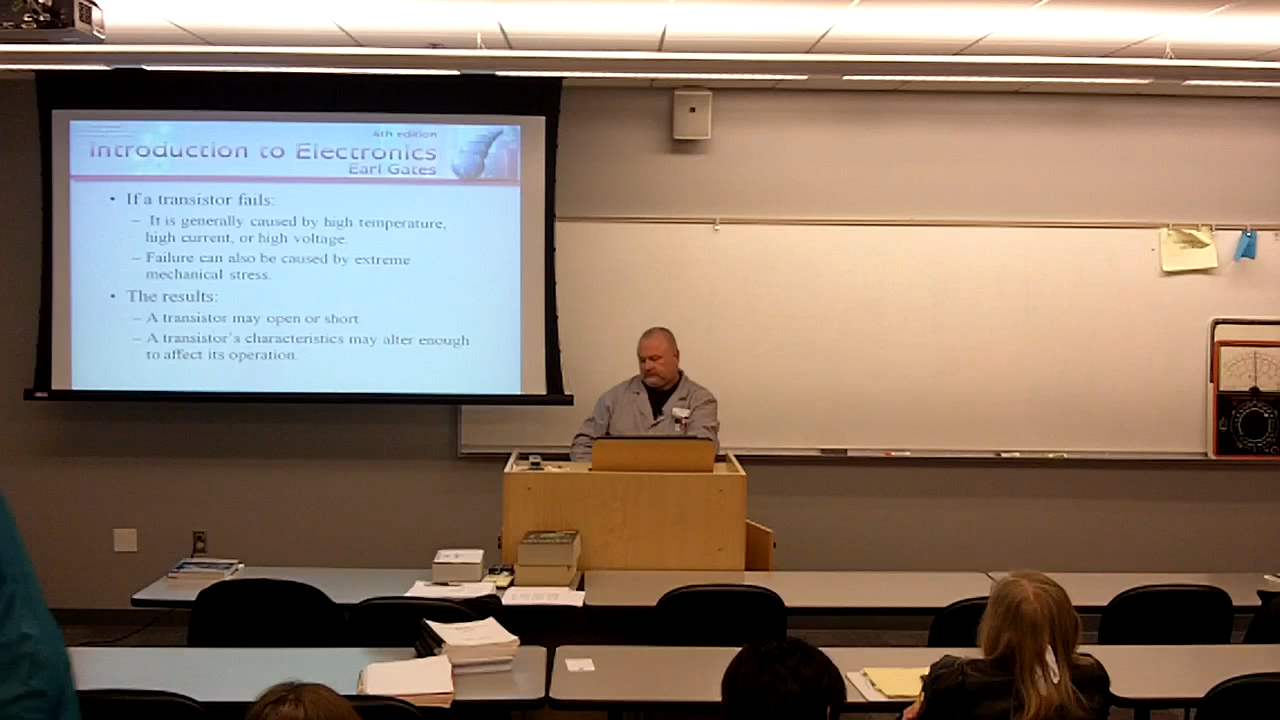 4th edition
Introduction to Electronics
Earl Gates
• If a transistor fails:
– It is generally caused by high temperature,
high current, or high voltage.
– Failure can also be caused by extreme
mechanical stress.
• The results:
– A transistor may open or short
– A transistor's characteristics may alter enough
to affect its operation.